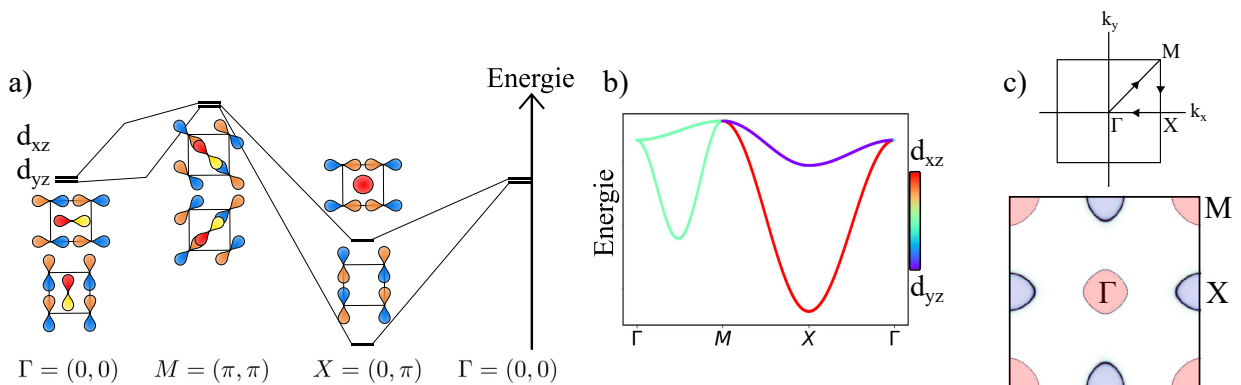 a)
Energie
d_xz
d_yz
Γ = (0, 0)
M = (π, π)
X = (0, π)
Γ = (0, 0)
b)
Energie
Γ
M
X
Γ
d_xz
d_yz
c)
k_y
M
Γ
X
k_x
M
Γ
X